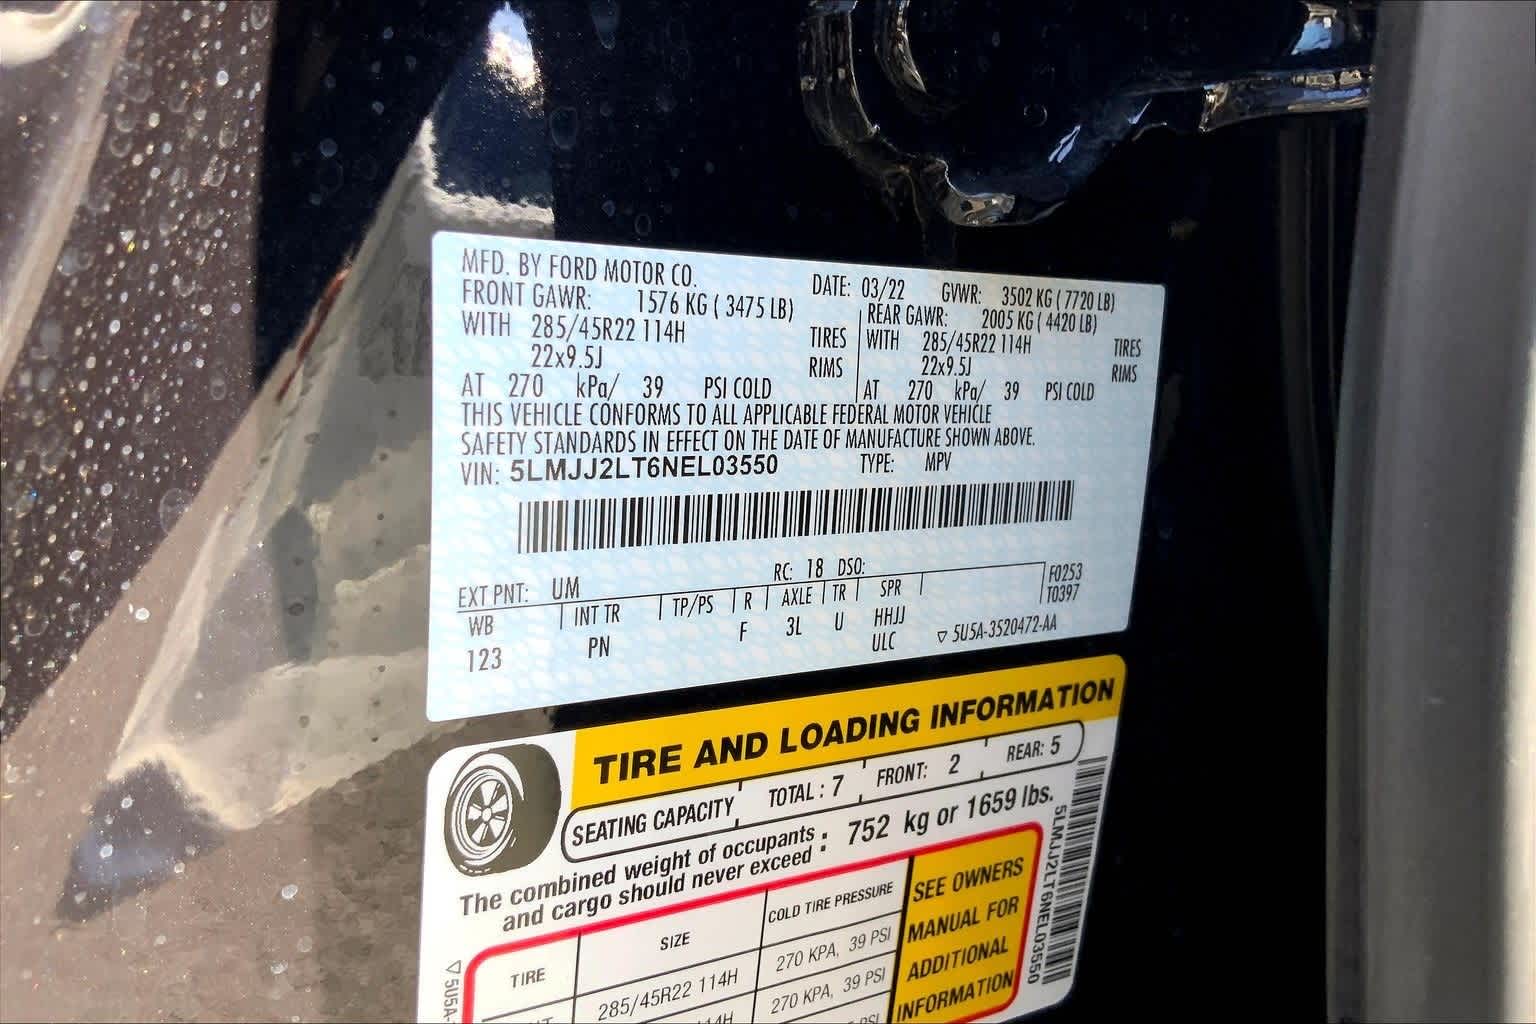 MFD. BY FORD MOTOR CO. DATE: 03/22 GVWR: 3502 KG ( 7720 LB)
FRONT GAWR: 1576 KG ( 3475 LB) REAR GAWR: 2005 KG ( 4420 LB)
WITH 285/45R22 114H TIRES WITH 285/45R22 114H TIRES
22x9.5J RIMS 22x9.5J RIMS
AT 270 kPa/ 39 PSI COLD AT 270 kPa/ 39 PSI COLD
THIS VEHICLE CONFORMS TO ALL APPLICABLE FEDERAL MOTOR VEHICLE
SAFETY STANDARDS IN EFFECT ON THE DATE OF MANUFACTURE SHOWN ABOVE.
VIN: 5LMJJ2LT6NEL03550 TYPE: MPV
EXT PNT: UM RC: 18 DSO: F0253
WB INT TR TP/PS R AXLE TR SPR T0397
123 PN F 3L U HHJJ
ULC ▽ 5U5A-3520472-AA
TIRE AND LOADING INFORMATION
SEATING CAPACITY TOTAL : 7 FRONT: 2 REAR: 5
The combined weight of occupants
and cargo should never exceed : 752 kg or 1659 lbs.
TIRE SIZE COLD TIRE PRESSURE
285/45R22 114H 270 KPA, 39 PSI
270 KPA, 39 PSI
SEE OWNERS
MANUAL FOR
ADDITIONAL
INFORMATION
5LMJJ2LT6NEL03550
▽ 5U5A-